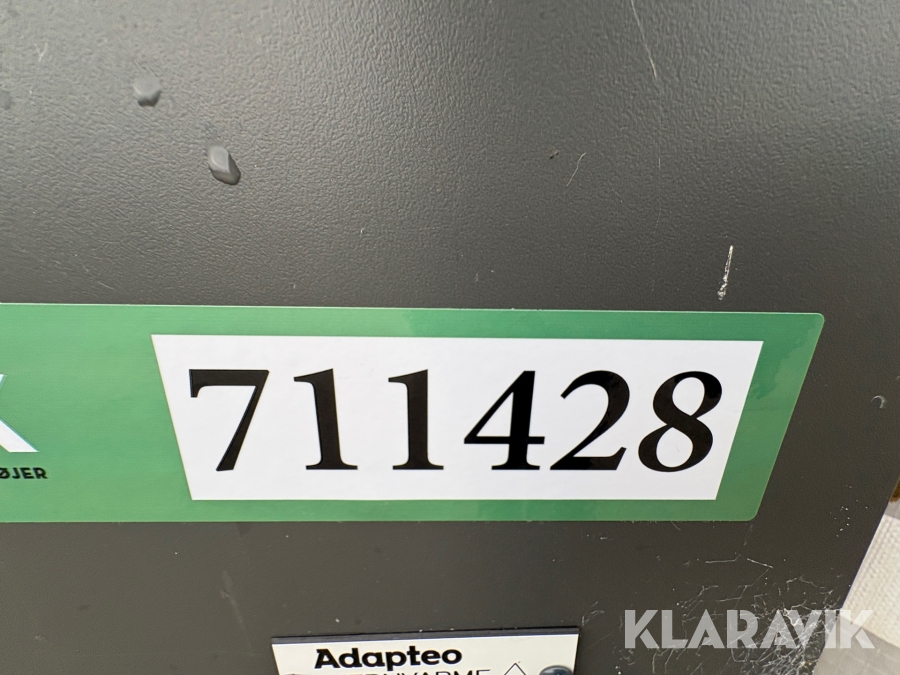 711428
ØJER
Adapteo
KLARAVIK